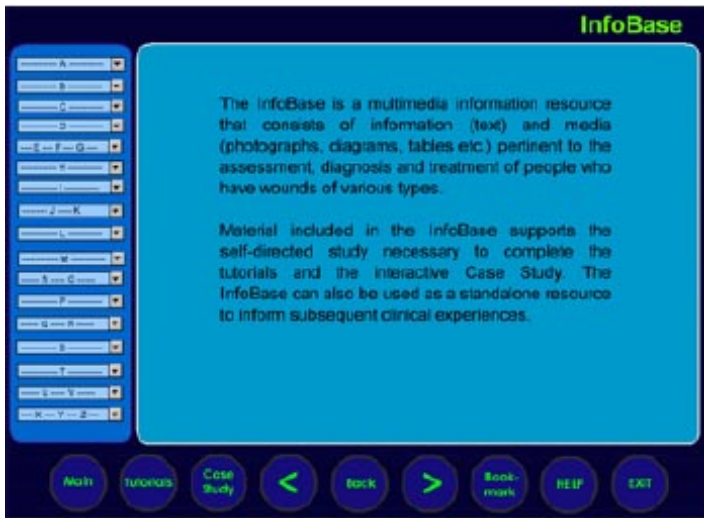 InfoBase
A
B
C
D
E F G
H
I
J K
L
M
N O
P
Q R
S
T
The InfoBase is a multimedia information resource
that consists of information (text) and media
(photographs, diagrams, tables etc.) pertinent to the
assessment, diagnosis and treatment of people who
have wounds of various types.
Material included in the InfoBase supports the
self-directed study necessary to complete the
tutorials and the interactive Case Study. The
InfoBase can also be used as a standalone resource
to inform subsequent clinical experiences.
Main
Tutorials
Case
Study
<
Back
>
Book-
mark
HELP
EXIT